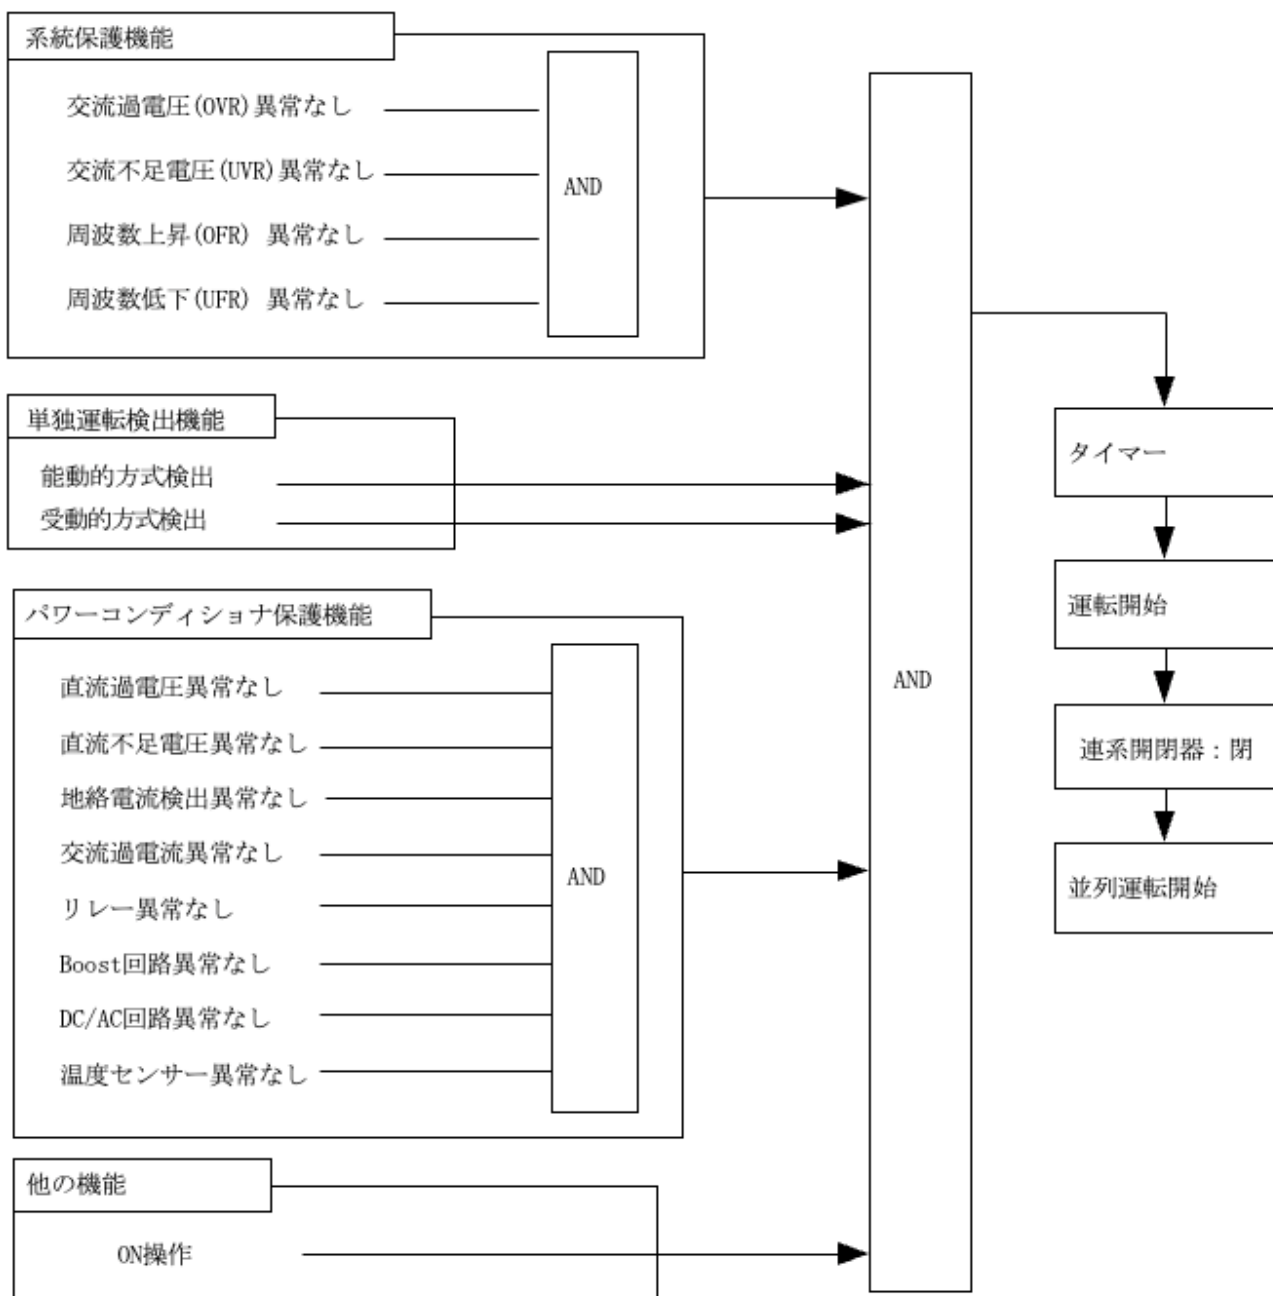 系統保護機能
交流過電圧(OVR)異常なし
交流不足電圧(UVR)異常なし
周波数上昇(OFR) 異常なし
周波数低下(UFR) 異常なし
AND
単独運転検出機能
能動的方式検出
受動的方式検出
パワーコンディショナ保護機能
直流過電圧異常なし
直流不足電圧異常なし
地絡電流検出異常なし
交流過電流異常なし
リレー異常なし
Boost回路異常なし
DC/AC回路異常なし
温度センサー異常なし
AND
他の機能
ON操作
AND
タイマー
運転開始
連系開閉器：閉
並列運転開始